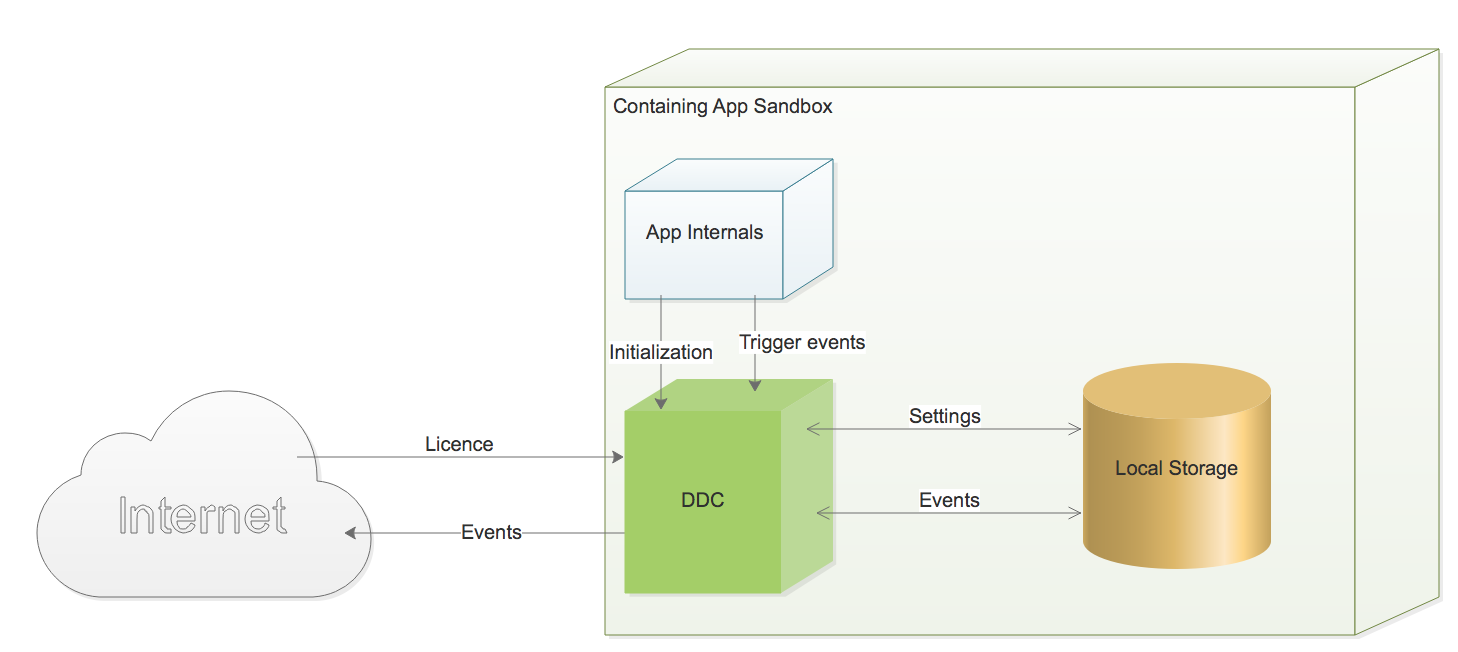 Containing App Sandbox
App Internals
Initialization
Trigger events
Licence
Settings
Internet
DDC
Local Storage
Events
Events